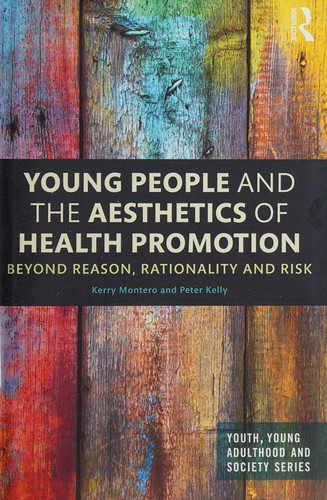 Routledge
R
YOUNG PEOPLE AND
THE AESTHETICS OF
HEALTH PROMOTION
BEYOND REASON, RATIONALITY AND RISK
Kerry Montero and Peter Kelly
YOUTH, YOUNG
ADULTHOOD AND
SOCIETY SERIES